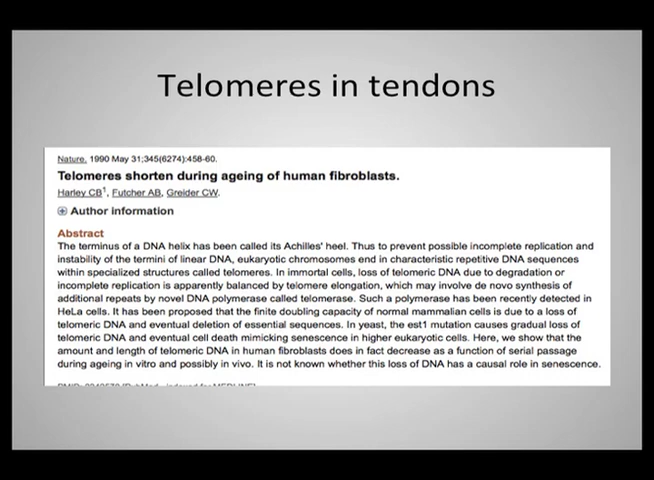 Telomeres in tendons
Nature. 1990 May 31;345(6274):458-60.
Telomeres shorten during ageing of human fibroblasts.
Harley CB1, Futcher AB, Greider CW.
Author information
Abstract
The terminus of a DNA helix has been called its Achilles' heel. Thus to prevent possible incomplete replication and
instability of the termini of linear DNA, eukaryotic chromosomes end in characteristic repetitive DNA sequences
within specialized structures called telomeres. In immortal cells, loss of telomeric DNA due to degradation or
incomplete replication is apparently balanced by telomere elongation, which may involve de novo synthesis of
additional repeats by novel DNA polymerase called telomerase. Such a polymerase has been recently detected in
HeLa cells. It has been proposed that the finite doubling capacity of normal mammalian cells is due to a loss of
telomeric DNA and eventual deletion of essential sequences. In yeast, the est1 mutation causes gradual loss of
telomeric DNA and eventual cell death mimicking senescence in higher eukaryotic cells. Here, we show that the
amount and length of telomeric DNA in human fibroblasts does in fact decrease as a function of serial passage
during ageing in vitro and possibly in vivo. It is not known whether this loss of DNA has a causal role in senescence.